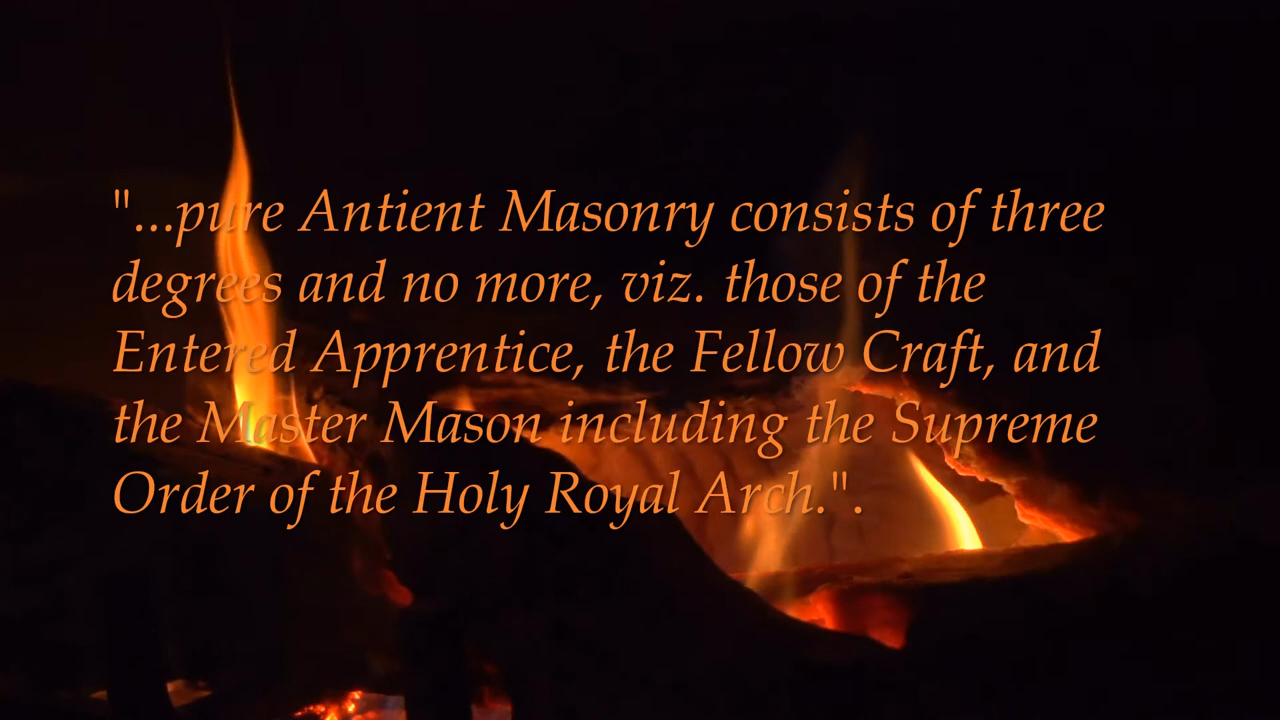 "...pure Antient Masonry consists of three
degrees and no more, viz. those of the
Entered Apprentice, the Fellow Craft, and
the Master Mason including the Supreme
Order of the Holy Royal Arch.".